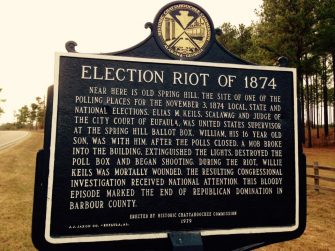 HISTORIC CHATTAHOOCHEE
COMMISSION
ELECTION RIOT OF 1874
NEAR HERE IS OLD SPRING HILL, THE SITE OF ONE OF THE
POLLING PLACES FOR THE NOVEMBER 3, 1874 LOCAL, STATE AND
NATIONAL ELECTIONS. ELIAS M. KEILS, SCALAWAG AND JUDGE OF
THE CITY COURT OF EUFAULA, WAS UNITED STATES SUPERVISOR
AT THE SPRING HILL BALLOT BOX. WILLIAM, HIS 16 YEAR OLD
SON, WAS WITH HIM. AFTER THE POLLS CLOSED, A MOB BROKE
INTO THE BUILDING, EXTINGUISHED THE LIGHTS, DESTROYED THE
POLL BOX AND BEGAN SHOOTING. DURING THE RIOT, WILLIE
KEILS WAS MORTALLY WOUNDED. THE RESULTING CONGRESSIONAL
INVESTIGATION RECEIVED NATIONAL ATTENTION. THIS BLOODY
EPISODE MARKED THE END OF REPUBLICAN DOMINATION IN
BARBOUR COUNTY.
ERECTED BY HISTORIC CHATTAHOOCHEE COMMISSION
1979